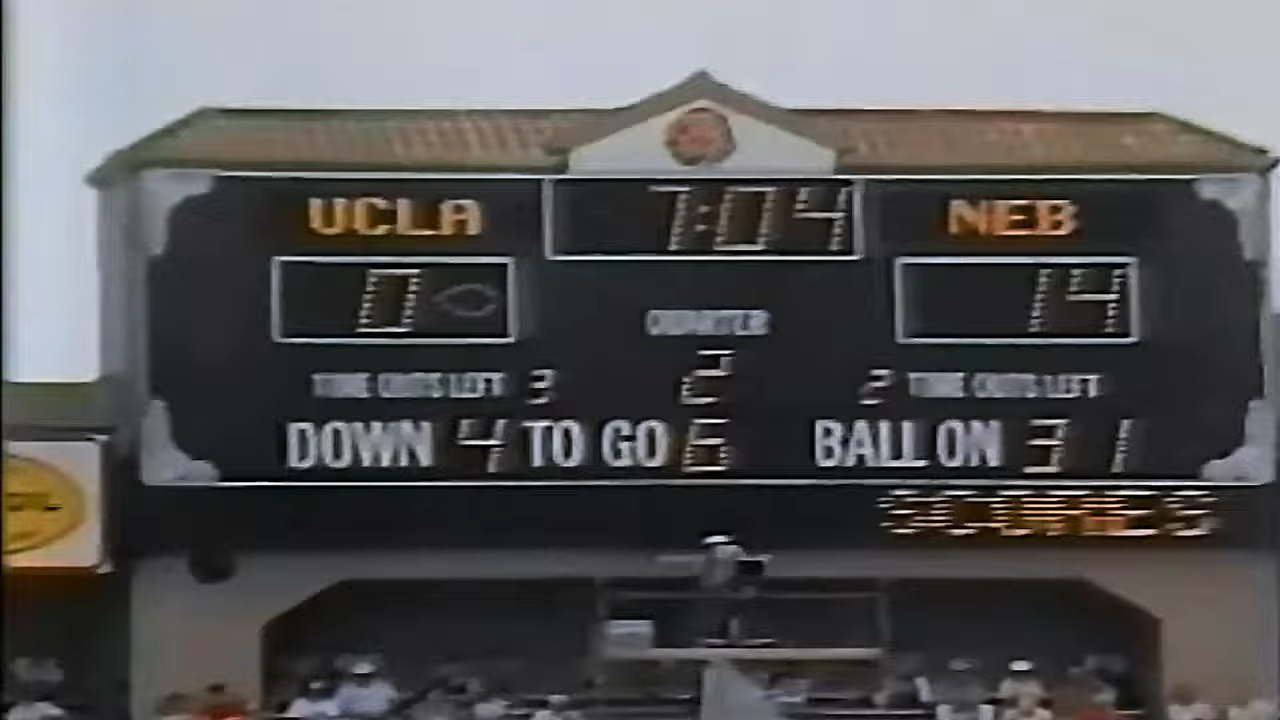 UCLA 7:04 NEB
0 14
QUARTER
TIME OUTS LEFT 3 2 2 TIME OUTS LEFT
DOWN 4 TO GO 6 BALL ON 31